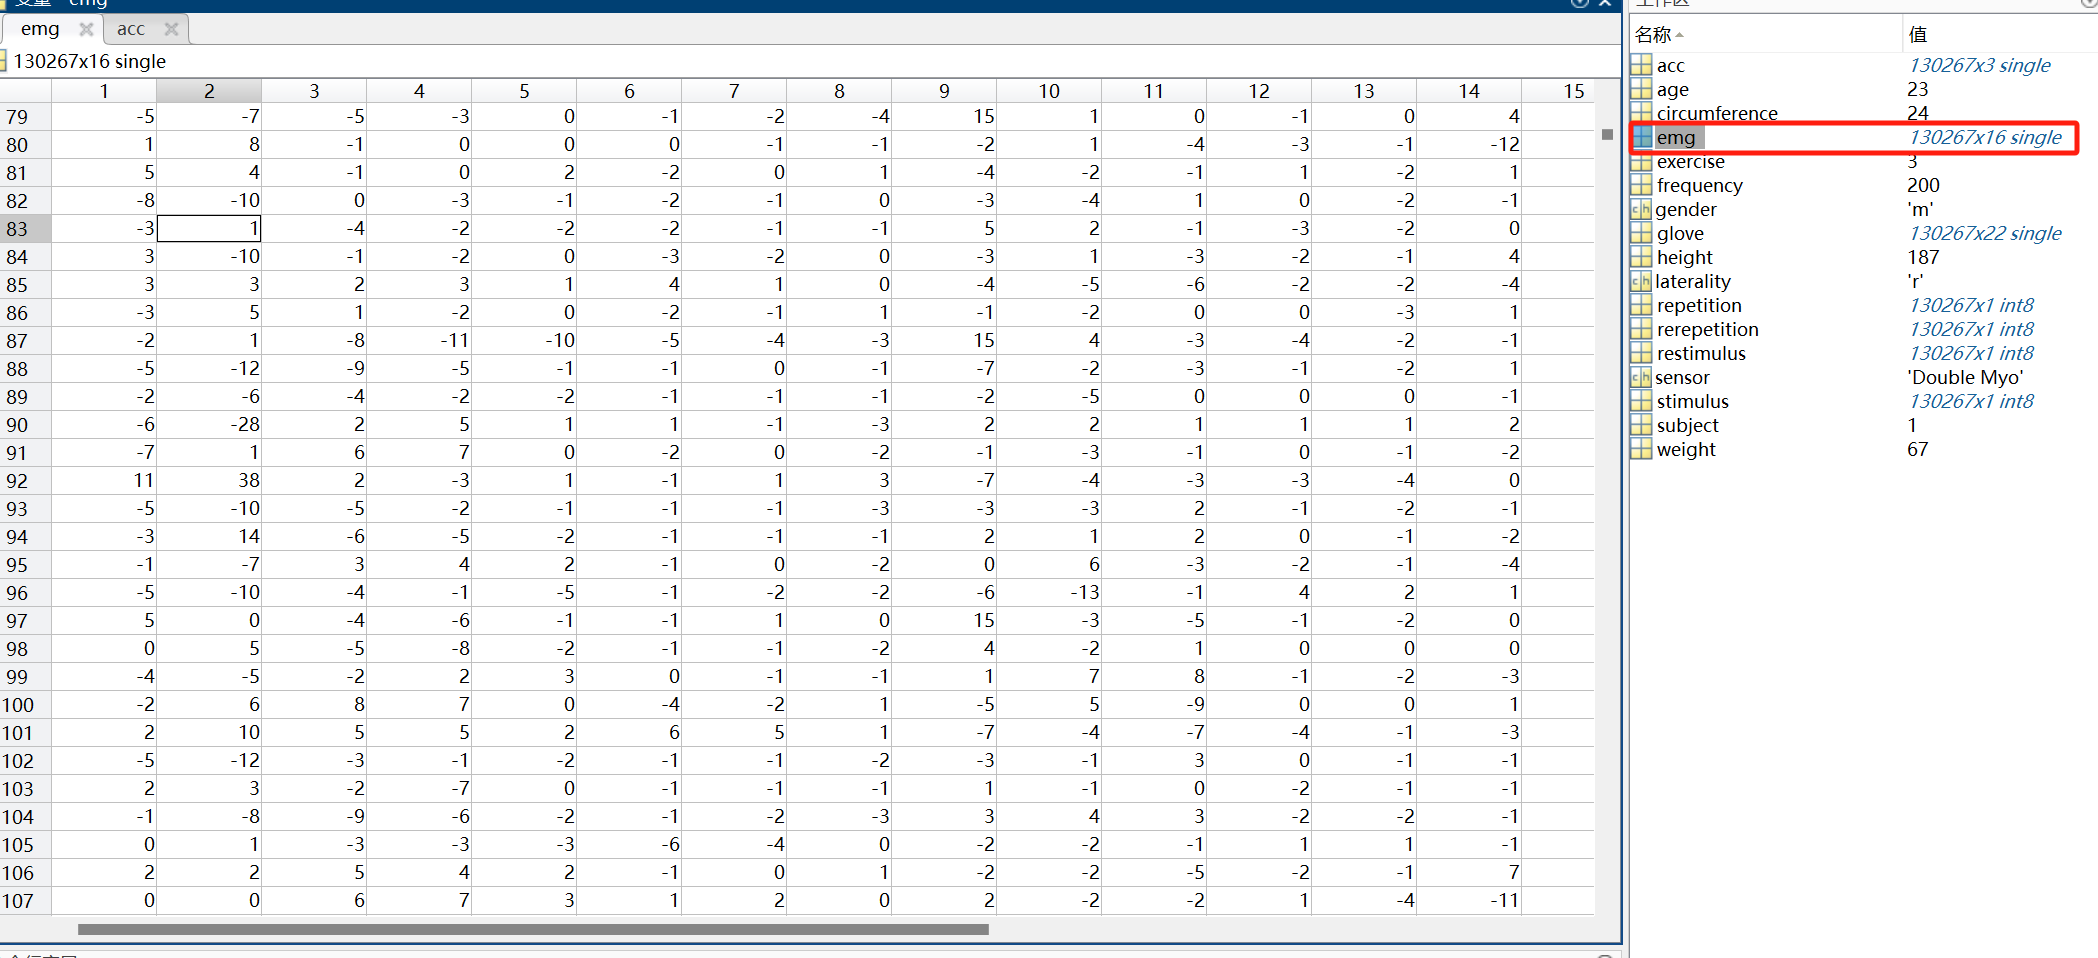 变量 - emg
emg acc
130267x16 single
1 2 3 4 5 6 7 8 9 10 11 12 13 14 15
79 -5 -7 -5 -3 0 -1 -2 -4 15 1 0 -1 0 4
80 1 8 -1 0 0 0 -1 -1 -2 1 -4 -3 -1 -12
81 5 4 -1 0 2 -2 0 1 -4 -2 -1 1 -2 1
82 -8 -10 0 -3 -1 -2 -1 0 -3 -4 1 0 -2 -1
83 -3 1 -4 -2 -2 -2 -1 -1 5 2 -1 -3 -2 0
84 3 -10 -1 -2 0 -3 -2 0 -3 1 -3 -2 -1 4
85 3 3 2 3 1 4 1 0 -4 -5 -6 -2 -2 -4
86 -3 5 1 -2 0 -2 -1 1 -1 -2 0 0 -3 1
87 -2 1 -8 -11 -10 -5 -4 -3 15 4 -3 -4 -2 -1
88 -5 -12 -9 -5 -1 -1 0 -1 -7 -2 -3 -1 -2 1
89 -2 -6 -4 -2 -2 -1 -1 -1 -2 -5 0 0 0 -1
90 -6 -28 2 5 1 1 -1 -3 2 2 1 1 1 2
91 -7 1 6 7 0 -2 0 -2 -1 -3 -1 0 -1 -2
92 11 38 2 -3 1 -1 1 3 -7 -4 -3 -3 -4 0
93 -5 -10 -5 -2 -1 -1 -1 -3 -3 -3 2 -1 -2 -1
94 -3 14 -6 -5 -2 -1 -1 -1 2 1 2 0 -1 -2
95 -1 -7 3 4 2 -1 0 -2 0 6 -3 -2 -1 -4
96 -5 -10 -4 -1 -5 -1 -2 -2 -6 -13 -1 4 2 1
97 5 0 -4 -6 -1 -1 1 0 15 -3 -5 -1 -2 0
98 0 5 -5 -8 -2 -1 -1 -2 4 -2 1 0 0 0
99 -4 -5 -2 2 3 0 -1 -1 1 7 8 -1 -2 -3
100 -2 6 8 7 0 -4 -2 1 -5 5 -9 0 0 1
101 2 10 5 5 2 6 5 1 -7 -4 -7 -4 -1 -3
102 -5 -12 -3 -1 -2 -1 -1 -2 -3 -1 3 0 -1 -1
103 2 3 -2 -7 0 -1 -1 -1 1 -1 0 -2 -1 -1
104 -1 -8 -9 -6 -2 -1 -2 -3 3 4 3 -2 -2 -1
105 0 1 -3 -3 -3 -6 -4 0 -2 -2 -1 1 1 -1
106 2 2 5 4 2 -1 0 1 -2 -2 -5 -2 -1 7
107 0 0 6 7 3 1 2 0 2 -2 -2 1 -4 -11
工作区
名称 值
acc 130267x3 single
age 23
circumference 24
emg 130267x16 single
exercise 3
frequency 200
ch gender 'm'
glove 130267x22 single
height 187
ch laterality 'r'
repetition 130267x1 int8
rerepetition 130267x1 int8
restimulus 130267x1 int8
ch sensor 'Double Myo'
stimulus 130267x1 int8
subject 1
weight 67